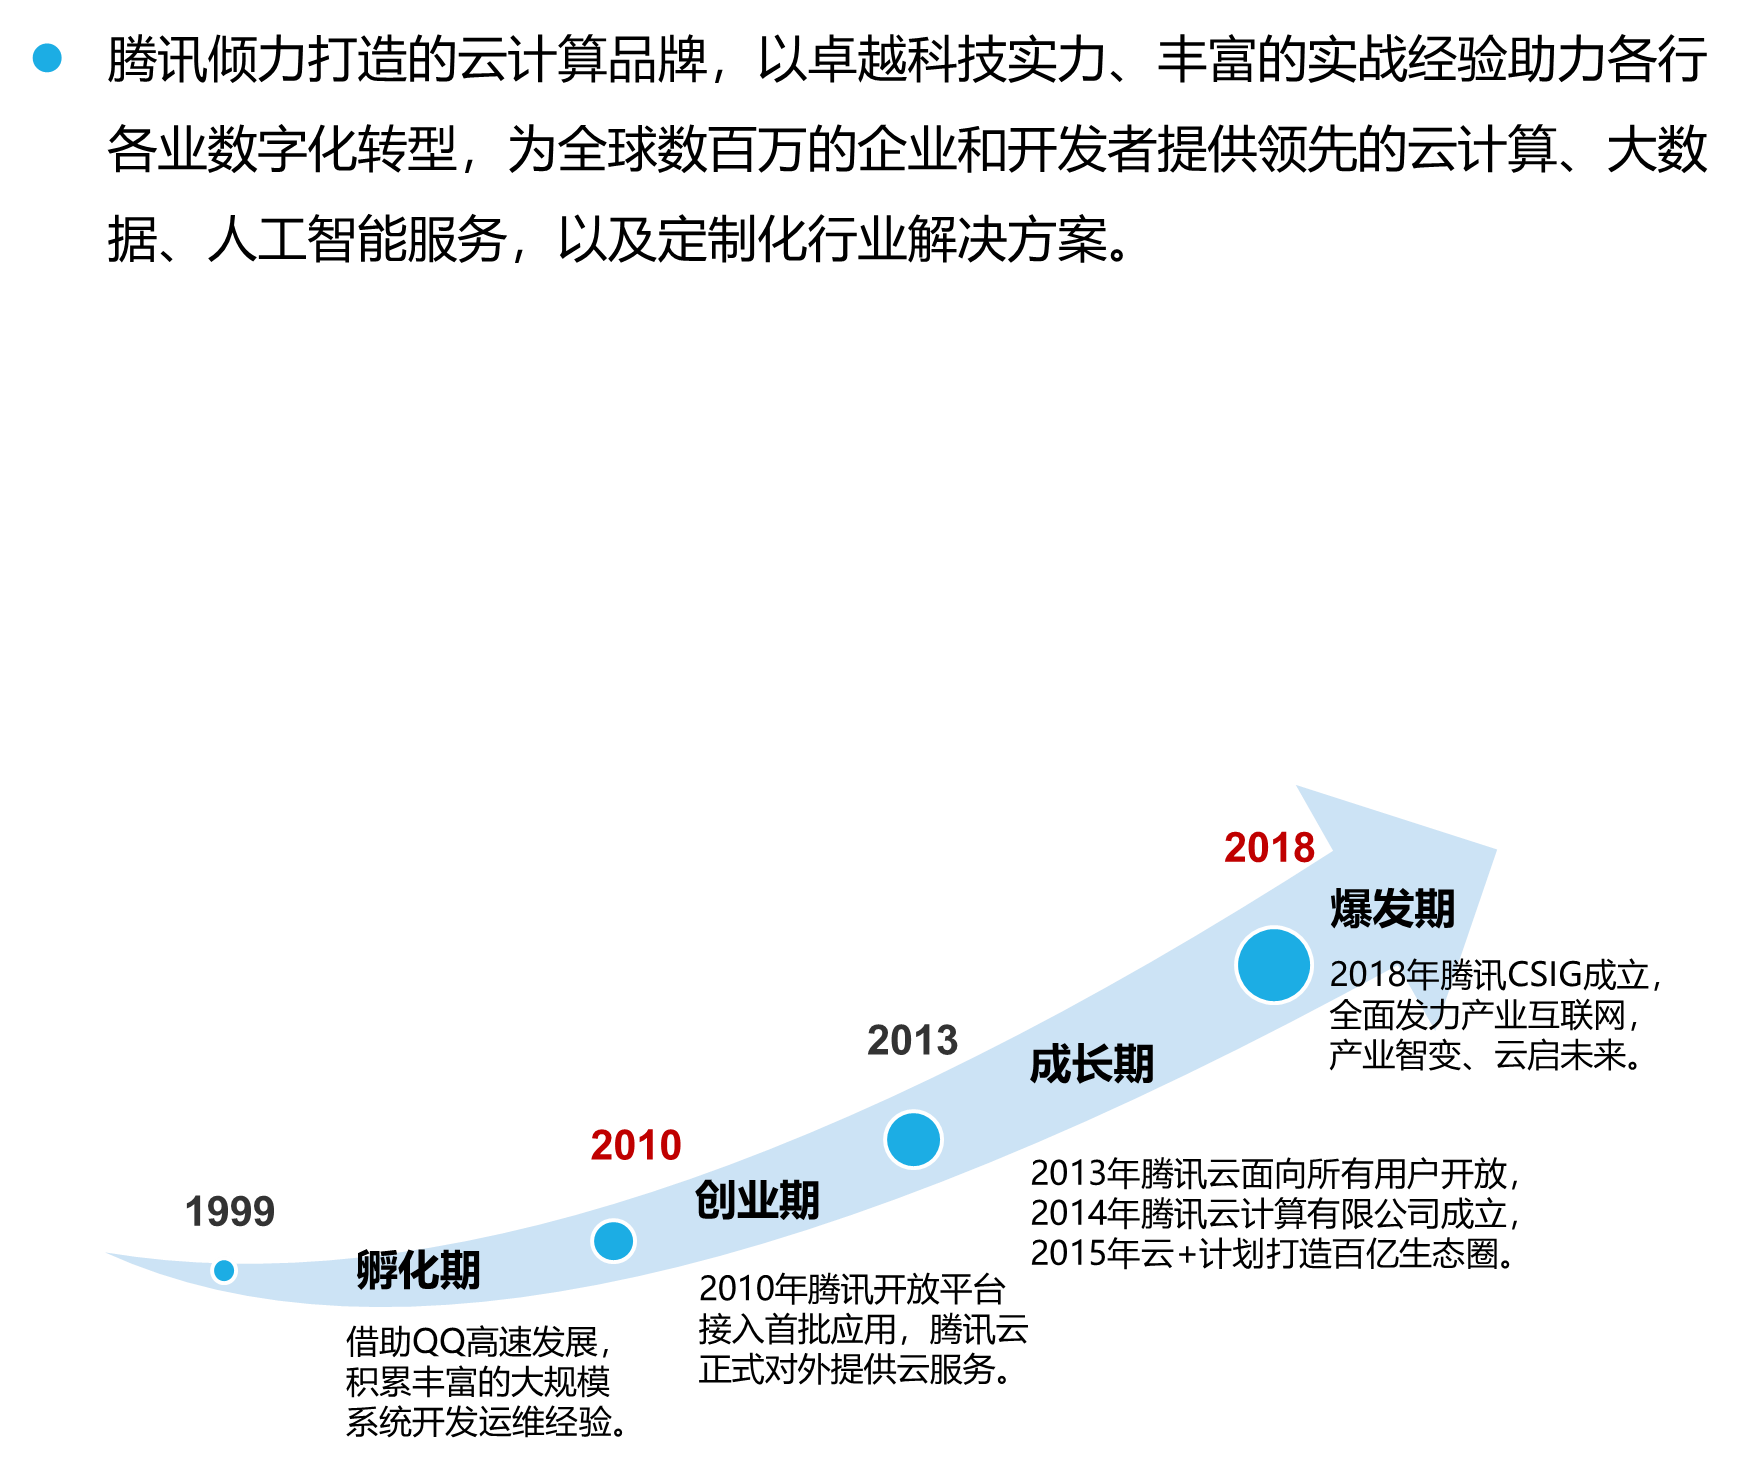 腾讯倾力打造的云计算品牌，以卓越科技实力、丰富的实战经验助力各行
各业数字化转型，为全球数百万的企业和开发者提供领先的云计算、大数
据、人工智能服务，以及定制化行业解决方案。
1999
孵化期
借助QQ高速发展，
积累丰富的大规模
系统开发运维经验。
2010
创业期
2010年腾讯开放平台
接入首批应用，腾讯云
正式对外提供云服务。
2013
成长期
2013年腾讯云面向所有用户开放，
2014年腾讯云计算有限公司成立，
2015年云+计划打造百亿生态圈。
2018
爆发期
2018年腾讯CSIG成立，
全面发力产业互联网，
产业智变、云启未来。